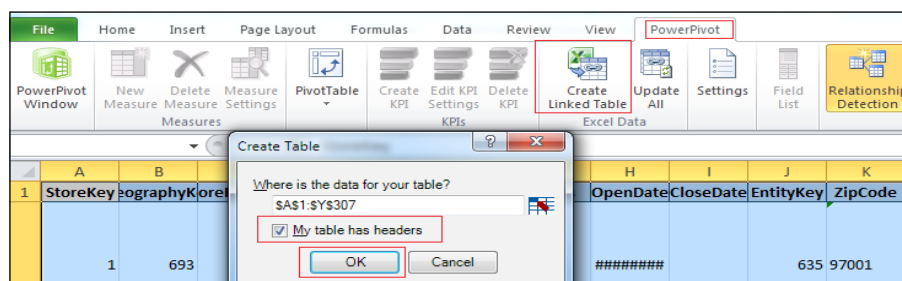 File Home Insert Page Layout Formulas Data Review View PowerPivot
PowerPivot Window
New Measure
Delete Measure
Measure Settings
PivotTable
Create KPI
Edit KPI Settings
Delete KPI
Create Linked Table
Update All
Settings
Field List
Relationship Detection
Measures KPIs Excel Data
Create Table
Where is the data for your table?
$A$1:$Y$307
My table has headers
OK Cancel
A B H I J K
1 StoreKey eographyK ore OpenDate CloseDate EntityKey ZipCode
1 693 ######## 635 97001